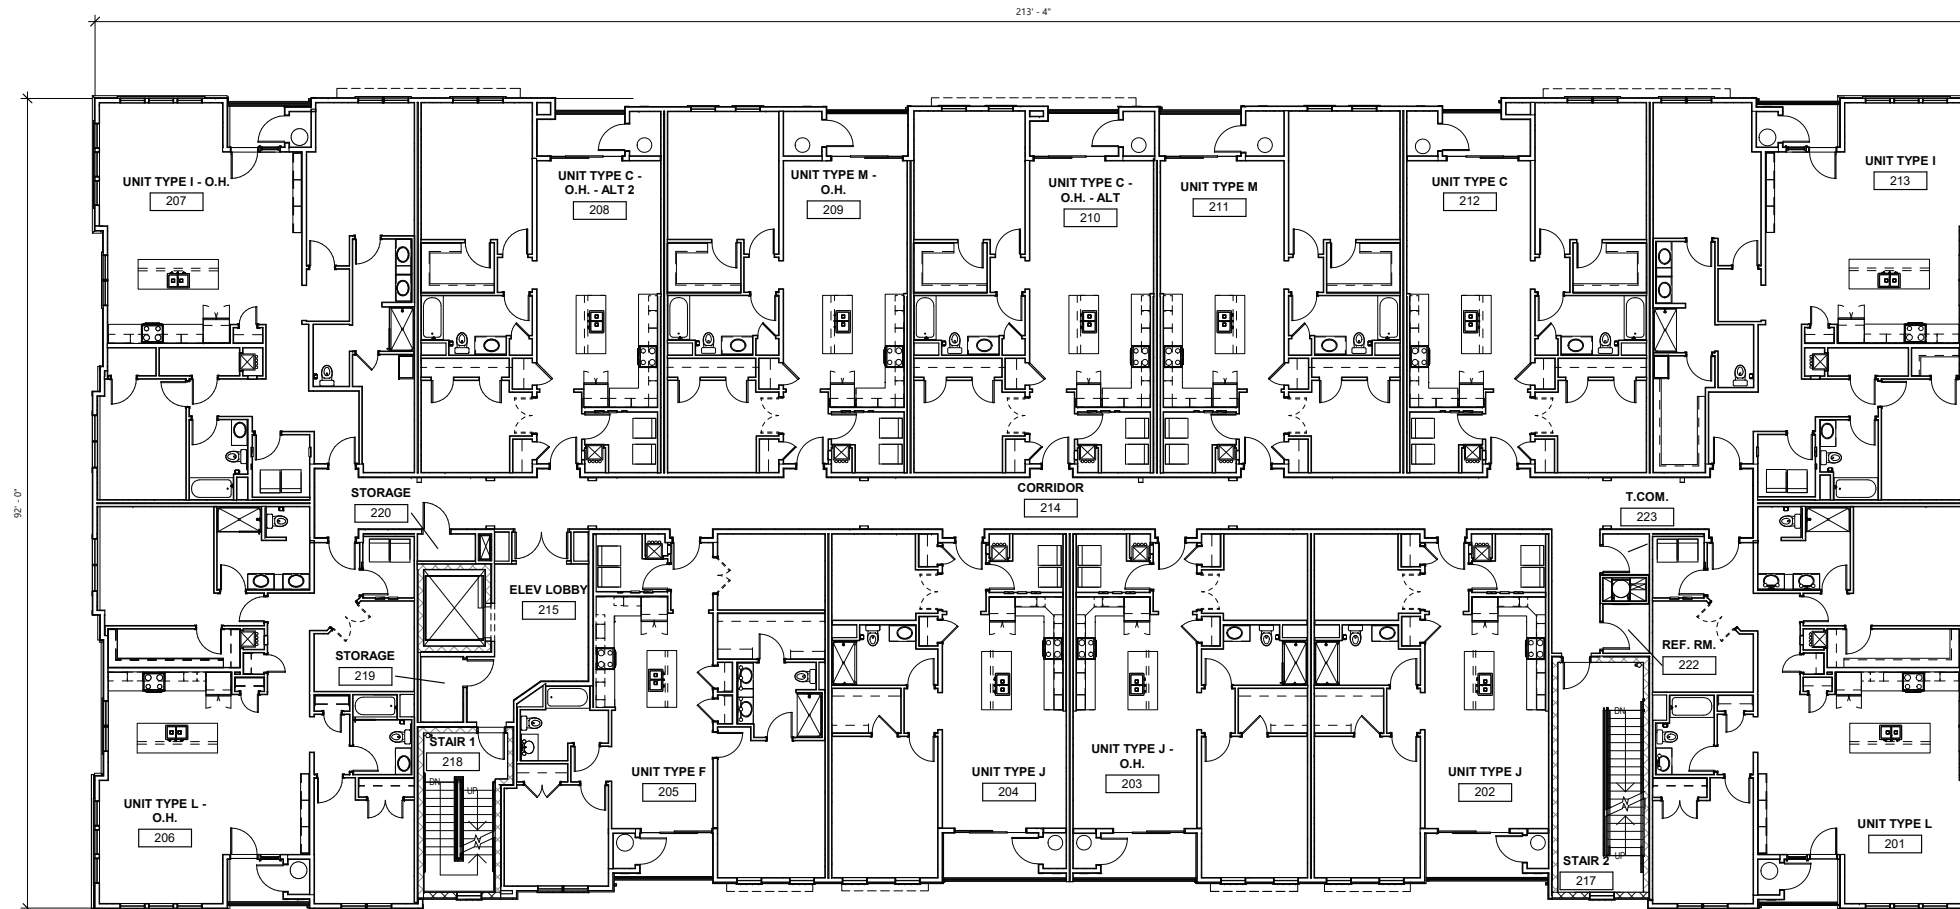 213' - 4"
92' - 0"
UNIT TYPE I - O.H.
207
UNIT TYPE C -
O.H. - ALT 2
208
UNIT TYPE M -
O.H.
209
UNIT TYPE C -
O.H. - ALT
210
UNIT TYPE M
211
UNIT TYPE C
212
UNIT TYPE I
213
STORAGE
220
CORRIDOR
214
T.COM.
223
ELEV LOBBY
215
STORAGE
219
REF. RM.
222
STAIR 1
218
DN
UP
UNIT TYPE L -
O.H.
206
UNIT TYPE F
205
UNIT TYPE J
204
UNIT TYPE J -
O.H.
203
UNIT TYPE J
202
DN
UP
STAIR 2
217
UNIT TYPE L
201